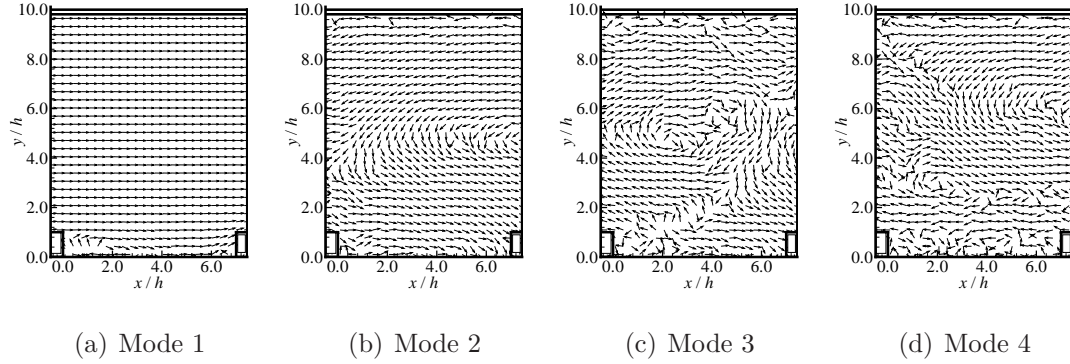 10.0 10.0 10.0 10.0
8.0 8.0 8.0 8.0
6.0 6.0 6.0 6.0
y / h y / h y / h y / h
4.0 4.0 4.0 4.0
2.0 2.0 2.0 2.0
0.0 0.0 0.0 0.0
0.0 2.0 4.0 6.0 0.0 2.0 4.0 6.0 0.0 2.0 4.0 6.0 0.0 2.0 4.0 6.0
x / h x / h x / h x / h
(a) Mode 1 (b) Mode 2 (c) Mode 3 (d) Mode 4